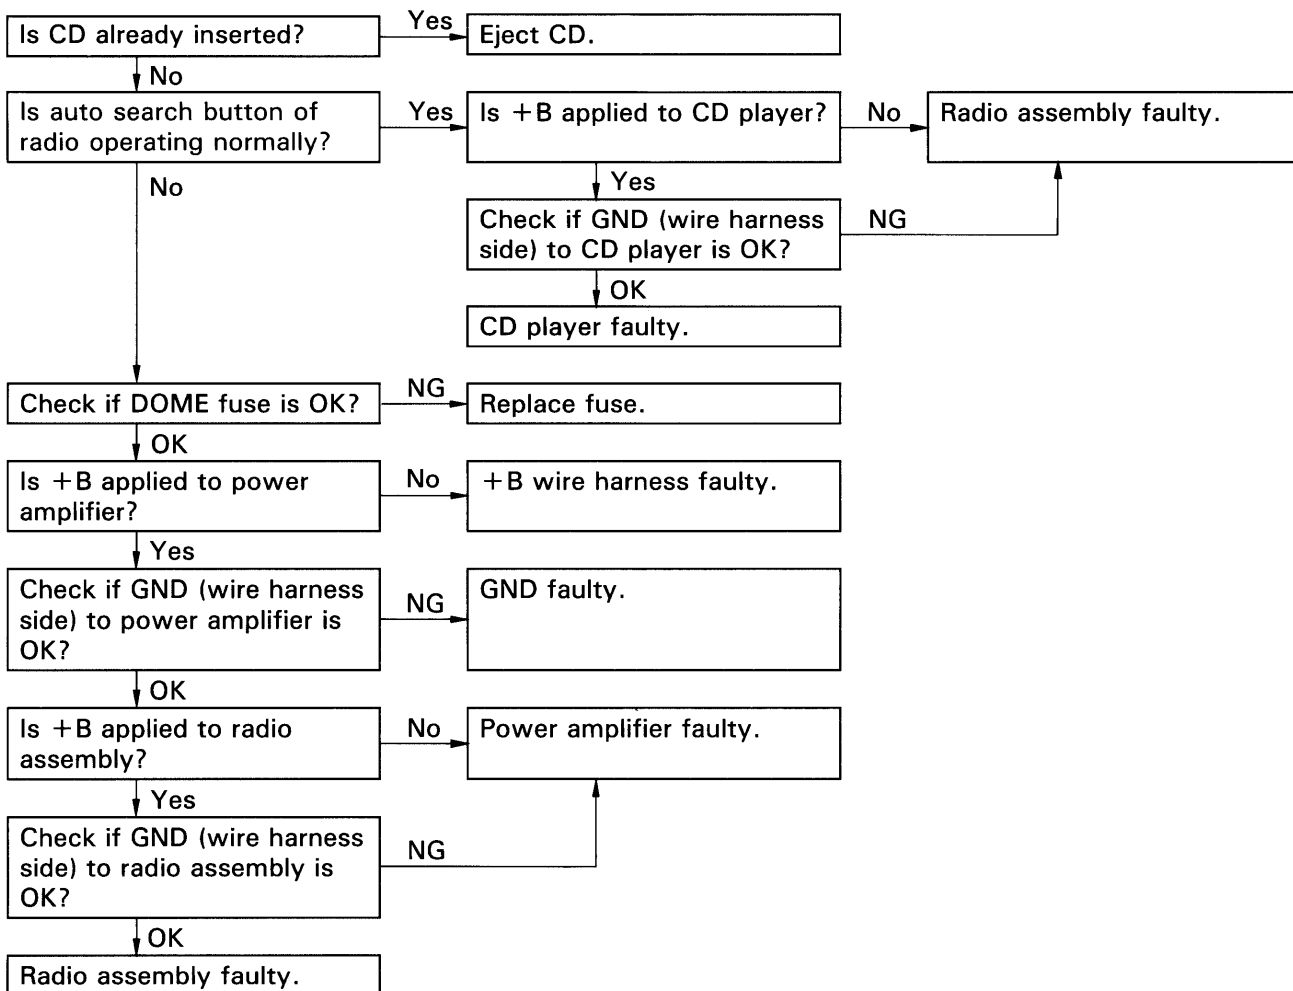 Is CD already inserted?
Yes
Eject CD.
No
Is auto search button of
radio operating normally?
Yes
Is +B applied to CD player?
No
Radio assembly faulty.
No
Yes
Check if GND (wire harness
side) to CD player is OK?
NG
OK
CD player faulty.
Check if DOME fuse is OK?
NG
Replace fuse.
OK
Is +B applied to power
amplifier?
No
+B wire harness faulty.
Yes
Check if GND (wire harness
side) to power amplifier is
OK?
NG
GND faulty.
OK
Is +B applied to radio
assembly?
No
Power amplifier faulty.
Yes
Check if GND (wire harness
side) to radio assembly is
OK?
NG
OK
Radio assembly faulty.